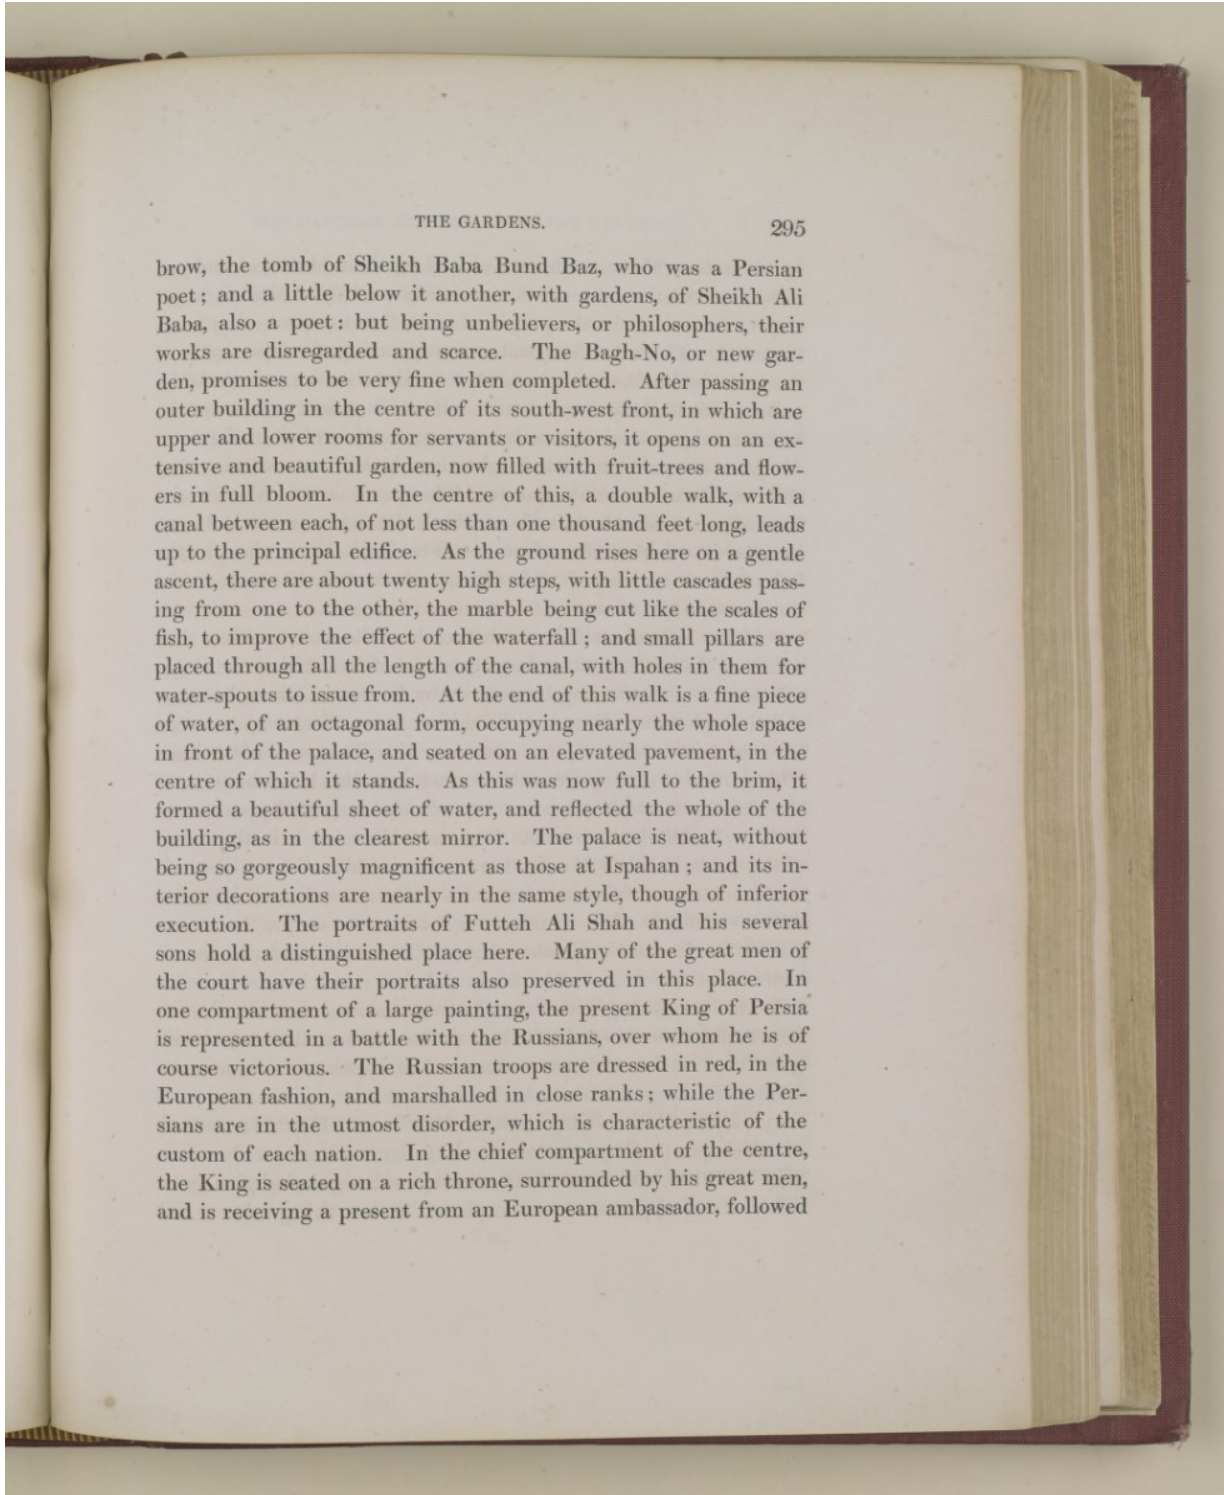 THE GARDENS. 295
brow, the tomb of Sheikh Baba Bund Baz, who was a Persian
poet; and a little below it another, with gardens, of Sheikh Ali
Baba, also a poet: but being unbelievers, or philosophers, their
works are disregarded and scarce. The Bagh-No, or new gar-
den, promises to be very fine when completed. After passing an
outer building in the centre of its south-west front, in which are
upper and lower rooms for servants or visitors, it opens on an ex-
tensive and beautiful garden, now filled with fruit-trees and flow-
ers in full bloom. In the centre of this, a double walk, with a
canal between each, of not less than one thousand feet long, leads
up to the principal edifice. As the ground rises here on a gentle
ascent, there are about twenty high steps, with little cascades pass-
ing from one to the other, the marble being cut like the scales of
fish, to improve the effect of the waterfall; and small pillars are
placed through all the length of the canal, with holes in them for
water-spouts to issue from. At the end of this walk is a fine piece
of water, of an octagonal form, occupying nearly the whole space
in front of the palace, and seated on an elevated pavement, in the
centre of which it stands. As this was now full to the brim, it
formed a beautiful sheet of water, and reflected the whole of the
building, as in the clearest mirror. The palace is neat, without
being so gorgeously magnificent as those at Ispahan; and its in-
terior decorations are nearly in the same style, though of inferior
execution. The portraits of Futteh Ali Shah and his several
sons hold a distinguished place here. Many of the great men of
the court have their portraits also preserved in this place. In
one compartment of a large painting, the present King of Persia
is represented in a battle with the Russians, over whom he is of
course victorious. The Russian troops are dressed in red, in the
European fashion, and marshalled in close ranks; while the Per-
sians are in the utmost disorder, which is characteristic of the
custom of each nation. In the chief compartment of the centre,
the King is seated on a rich throne, surrounded by his great men,
and is receiving a present from an European ambassador, followed